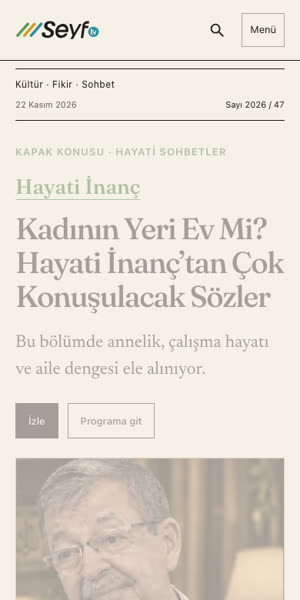 Seyf tv
Menü
Kültür · Fikir · Sohbet
22 Kasım 2026
Sayı 2026 / 47
KAPAK KONUSU · HAYATİ SOHBETLER
Hayati İnanç
Kadının Yeri Ev Mi?
Hayati İnanç’tan Çok
Konuşulacak Sözler
Bu bölümde annelik, çalışma hayatı
ve aile dengesi ele alınıyor.
İzle
Programa git